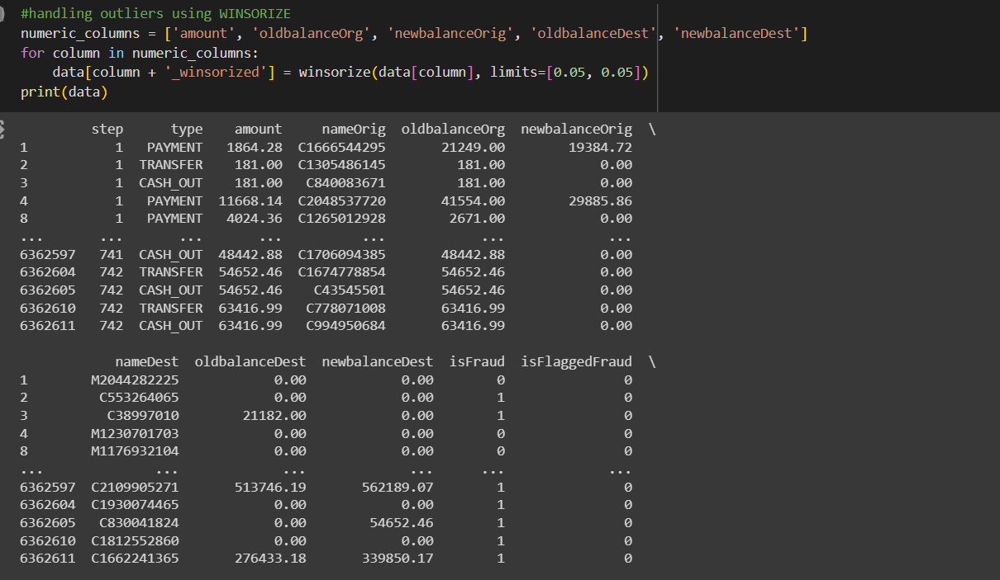 #handling outliers using WINSORIZE
numeric_columns = ['amount', 'oldbalanceOrg', 'newbalanceOrig', 'oldbalanceDest', 'newbalanceDest']
for column in numeric_columns:
    data[column + '_winsorized'] = winsorize(data[column], limits=[0.05, 0.05])
print(data)
step type amount nameOrig oldbalanceOrg newbalanceOrig \
1 1 PAYMENT 1864.28 C1666544295 21249.00 19384.72
2 1 TRANSFER 181.00 C1305486145 181.00 0.00
3 1 CASH_OUT 181.00 C840083671 181.00 0.00
4 1 PAYMENT 11668.14 C2048537720 41554.00 29885.86
8 1 PAYMENT 4024.36 C1265012928 2671.00 0.00
... ... ... ... ... ... ...
6362597 741 CASH_OUT 48442.88 C1706094385 48442.88 0.00
6362604 742 TRANSFER 54652.46 C1674778854 54652.46 0.00
6362605 742 CASH_OUT 54652.46 C43545501 54652.46 0.00
6362610 742 TRANSFER 63416.99 C778071008 63416.99 0.00
6362611 742 CASH_OUT 63416.99 C994950684 63416.99 0.00
nameDest oldbalanceDest newbalanceDest isFraud isFlaggedFraud \
1 M2044282225 0.00 0.00 0 0
2 C553264065 0.00 0.00 1 0
3 C38997010 21182.00 0.00 1 0
4 M1230701703 0.00 0.00 0 0
8 M1176932104 0.00 0.00 0 0
... ... ... ... ... ...
6362597 C2109905271 513746.19 562189.07 1 0
6362604 C1930074465 0.00 0.00 1 0
6362605 C830041824 0.00 54652.46 1 0
6362610 C1812552860 0.00 0.00 1 0
6362611 C1662241365 276433.18 339850.17 1 0